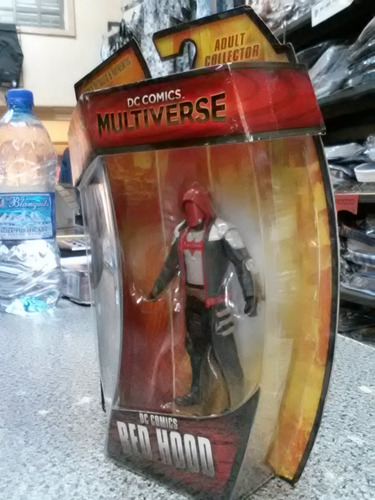 ADULT
COLLECTOR
DC COMICS
MULTIVERSE
DC COMICS
RED HOOD